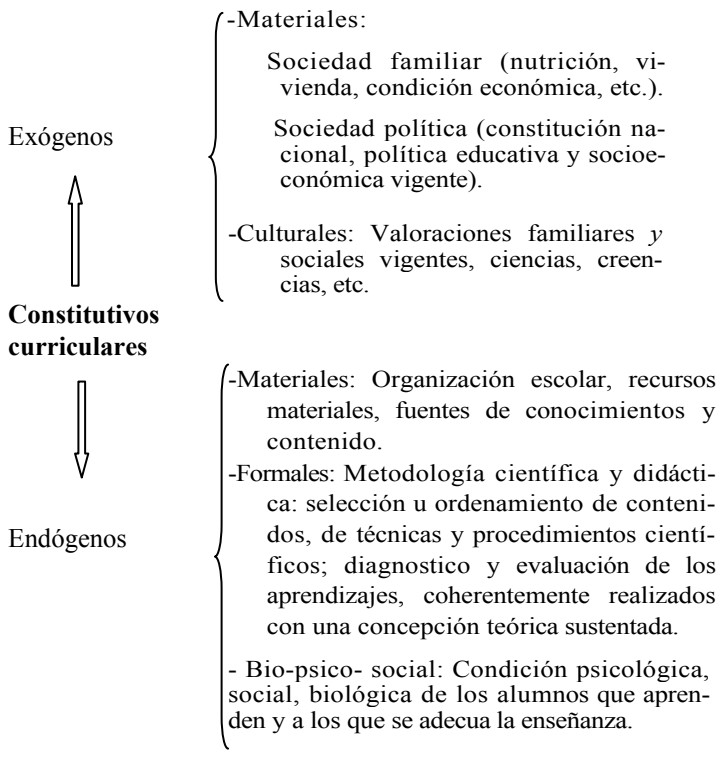 -Materiales:
Sociedad familiar (nutrición, vi-
vienda, condición económica, etc.).
Sociedad política (constitución na-
cional, política educativa y socioe-
conómica vigente).
Exógenos
-Culturales: Valoraciones familiares y
sociales vigentes, ciencias, creen-
cias, etc.
Constitutivos
curriculares
-Materiales: Organización escolar, recursos
materiales, fuentes de conocimientos y
contenido.
-Formales: Metodología científica y didácti-
ca: selección u ordenamiento de conteni-
dos, de técnicas y procedimientos cientí-
ficos; diagnostico y evaluación de los
aprendizajes, coherentemente realizados
con una concepción teórica sustentada.
Endógenos
- Bio-psico- social: Condición psicológica,
social, biológica de los alumnos que apren-
den y a los que se adecua la enseñanza.